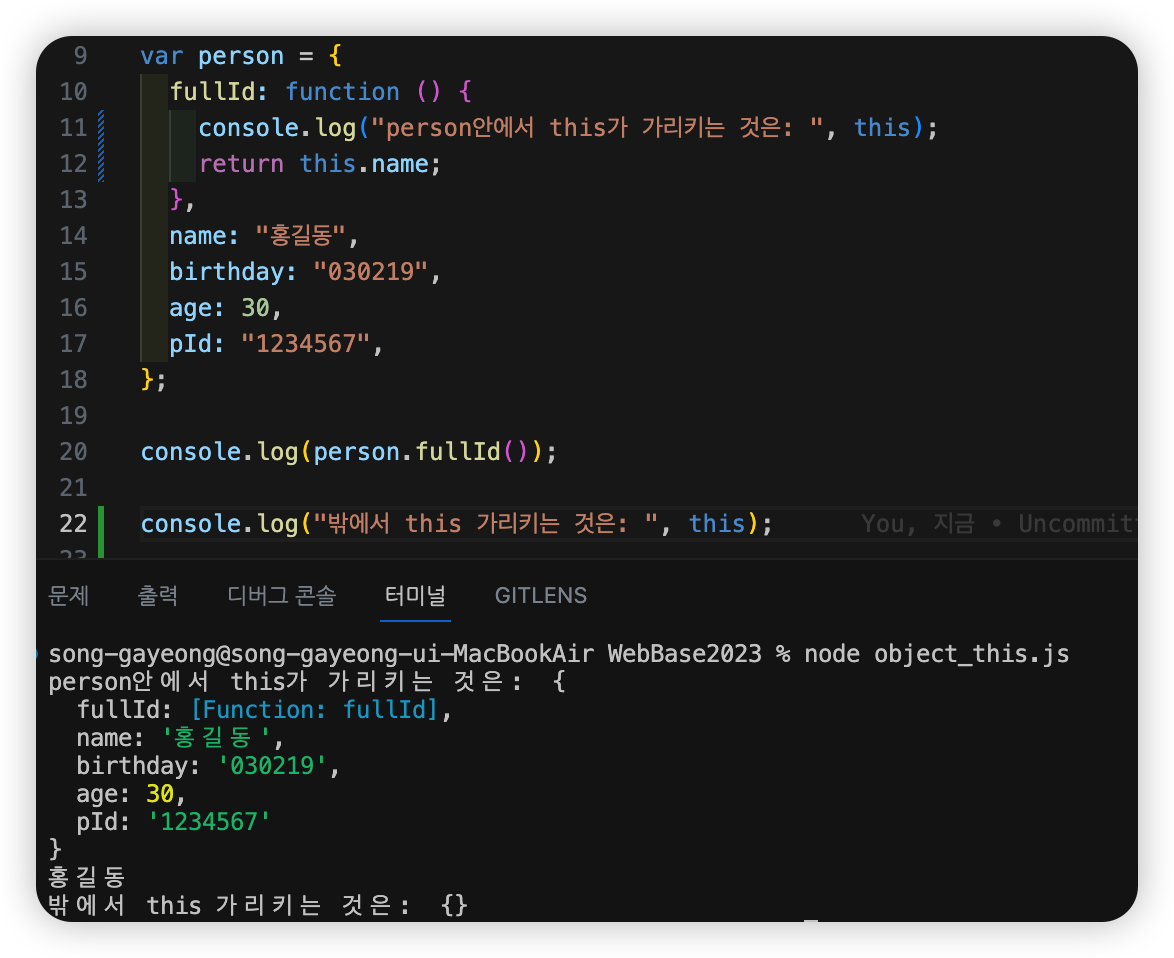 9 var person = {
10 fullId: function () {
11 console.log("person안에서 this가 가리키는 것은: ", this);
12 return this.name;
13 },
14 name: "홍길동",
15 birthday: "030219",
16 age: 30,
17 pId: "1234567",
18 };
19
20 console.log(person.fullId());
21
22 console.log("밖에서 this 가리키는 것은: ", this); You, 지금 • Uncommit
문제 출력 디버그 콘솔 터미널 GITLENS
song-gayeong@song-gayeong-ui-MacBookAir WebBase2023 % node object_this.js
person안에서 this가 가리키는 것은: {
fullId: [Function: fullId],
name: '홍길동',
birthday: '030219',
age: 30,
pId: '1234567'
}
홍길동
밖에서 this 가리키는 것은: {}